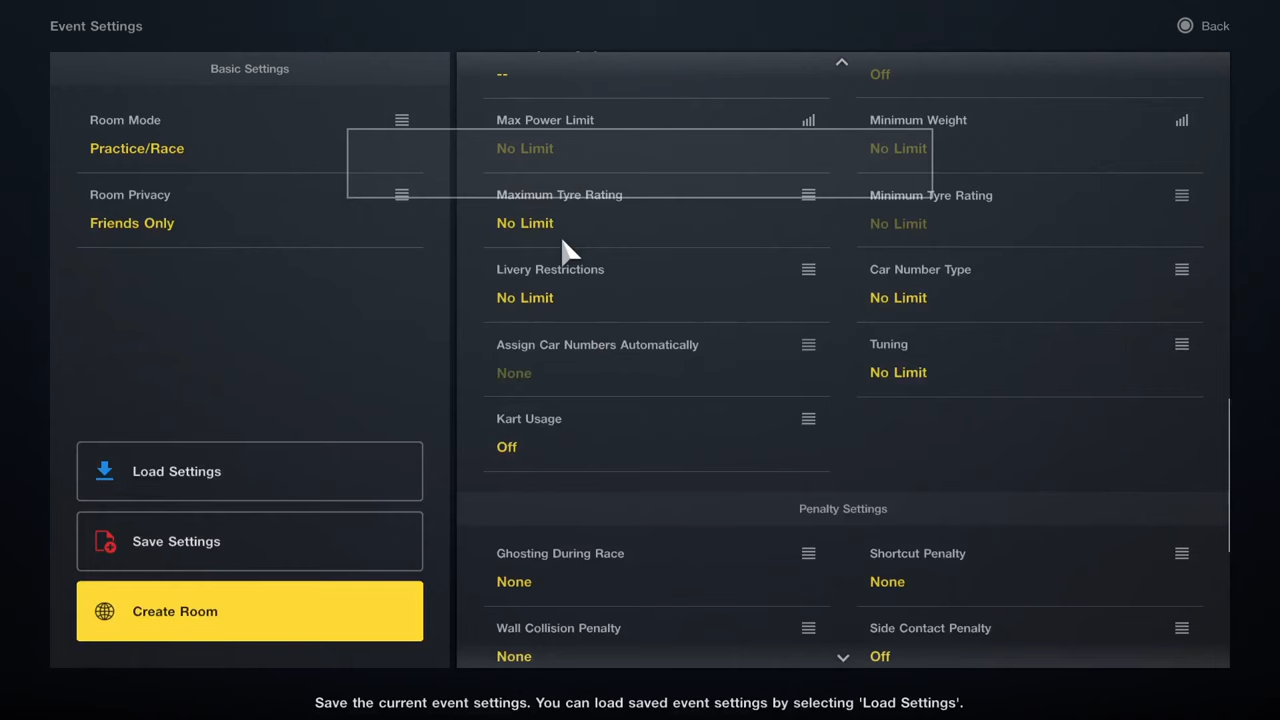 Event Settings
Back
Basic Settings
Room Mode
Practice/Race
Room Privacy
Friends Only
Load Settings
Save Settings
Create Room
--
Off
Max Power Limit
Minimum Weight
No Limit
No Limit
Maximum Tyre Rating
Minimum Tyre Rating
No Limit
No Limit
Livery Restrictions
Car Number Type
No Limit
No Limit
Assign Car Numbers Automatically
Tuning
None
No Limit
Kart Usage
Off
Penalty Settings
Ghosting During Race
Shortcut Penalty
None
None
Wall Collision Penalty
Side Contact Penalty
None
Off
Save the current event settings. You can load saved event settings by selecting 'Load Settings'.